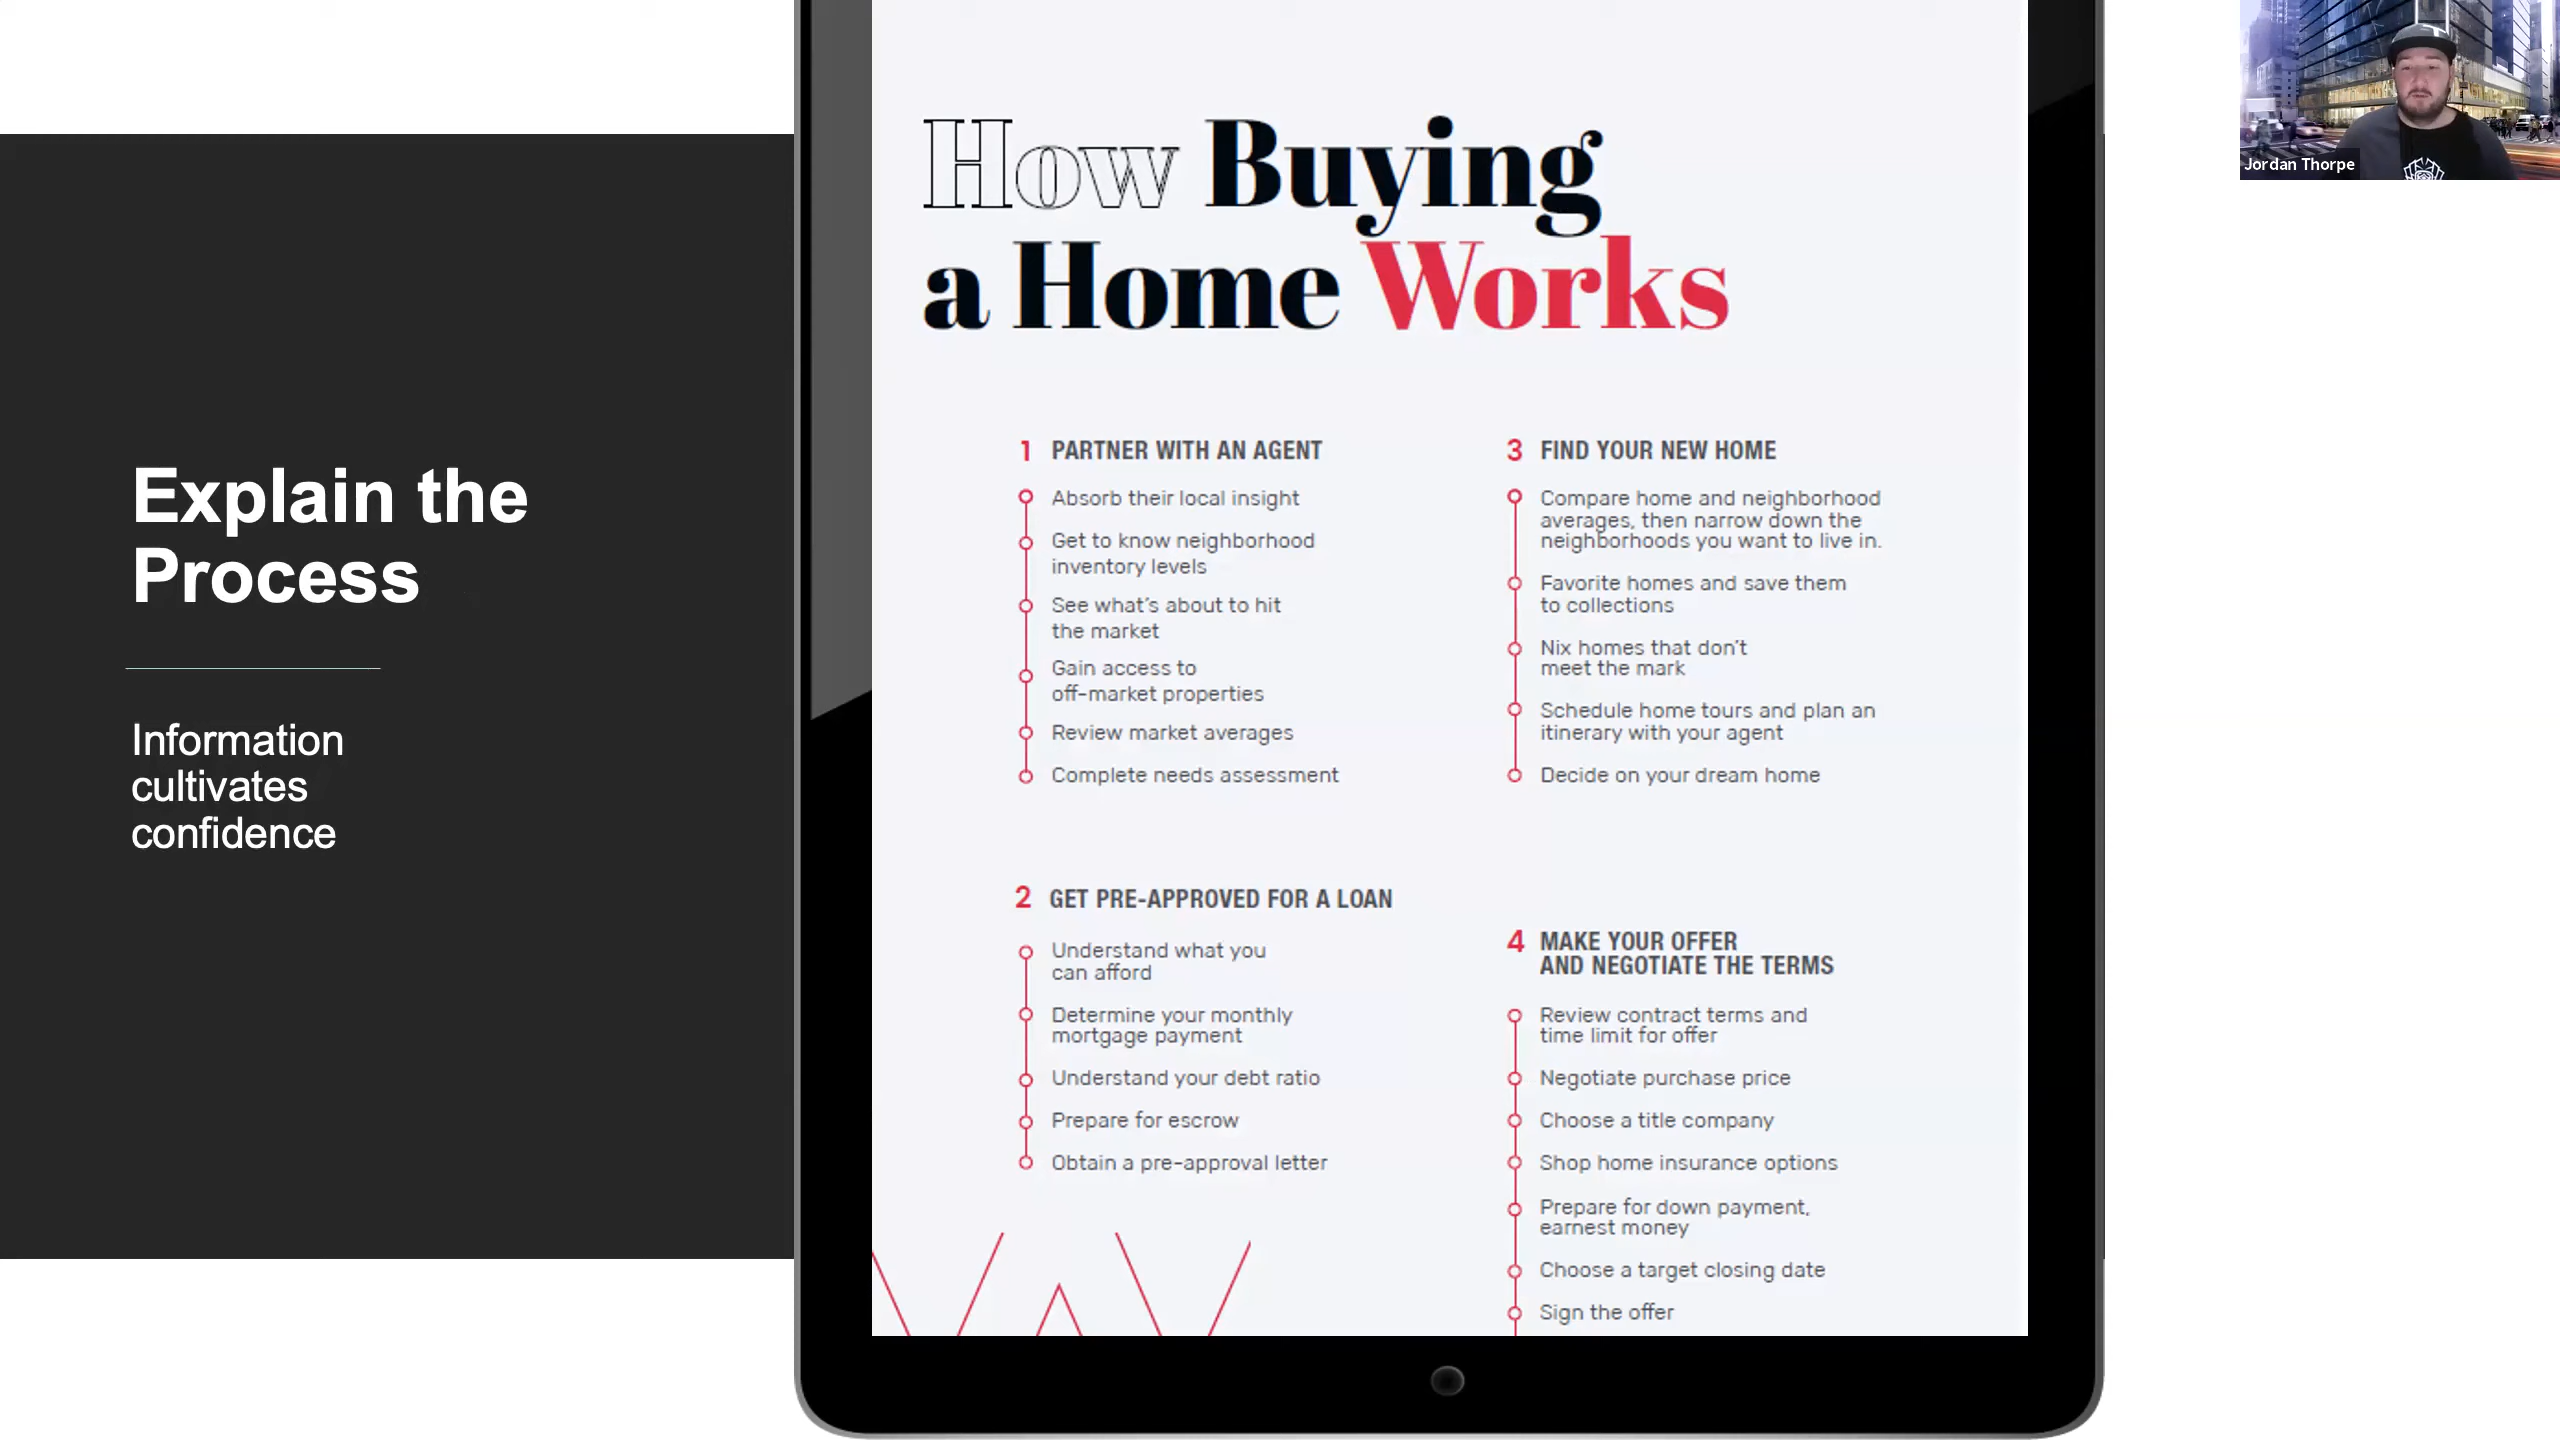 Explain the
Process
Information
cultivates
confidence
How Buying
a Home Works
1 PARTNER WITH AN AGENT
Absorb their local insight
Get to know neighborhood
inventory levels
See what's about to hit
the market
Gain access to
off-market properties
Review market averages
Complete needs assessment
2 GET PRE-APPROVED FOR A LOAN
Understand what you
can afford
Determine your monthly
mortgage payment
Understand your debt ratio
Prepare for escrow
Obtain a pre-approval letter
3 FIND YOUR NEW HOME
Compare home and neighborhood
averages, then narrow down the
neighborhoods you want to live in.
Favorite homes and save them
to collections
Nix homes that don't
meet the mark
Schedule home tours and plan an
itinerary with your agent
Decide on your dream home
4 MAKE YOUR OFFER
AND NEGOTIATE THE TERMS
Review contract terms and
time limit for offer
Negotiate purchase price
Choose a title company
Shop home insurance options
Prepare for down payment,
earnest money
Choose a target closing date
Sign the offer
Jordan Thorpe